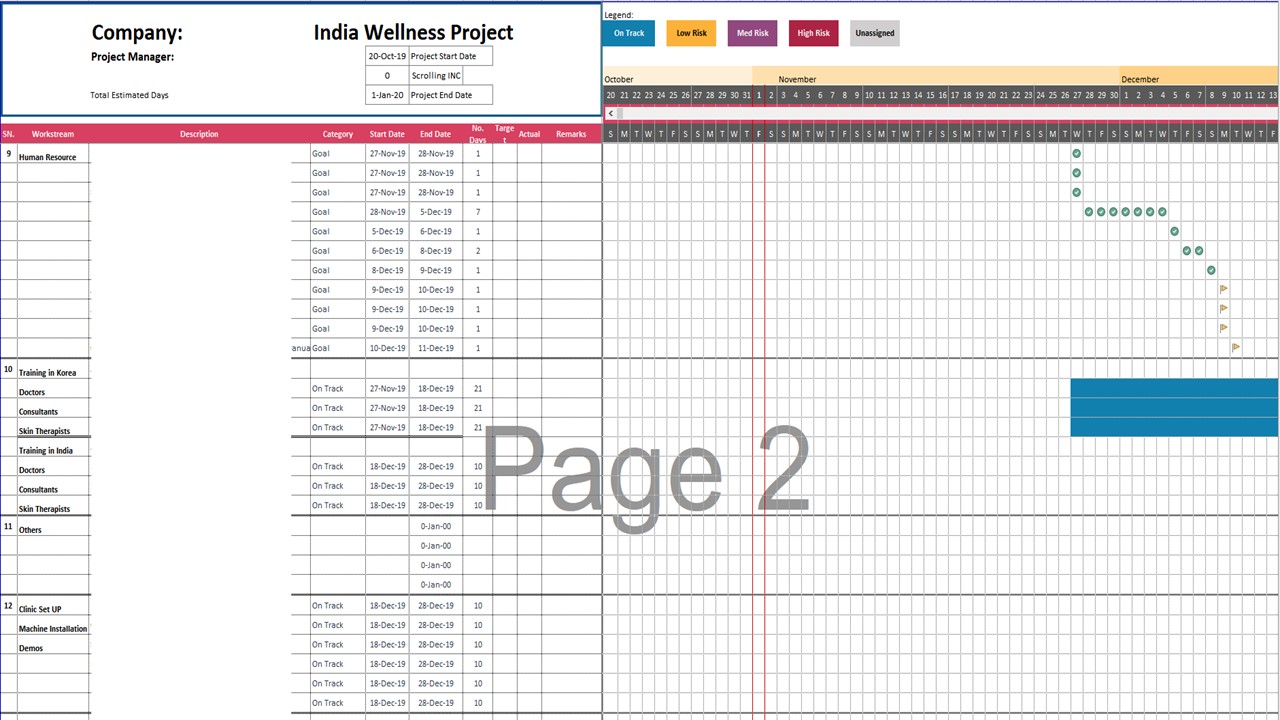 Company: India Wellness Project
Project Manager:
20-Oct-19 Project Start Date
0 Scrolling INC
Total Estimated Days 1-Jan-20 Project End Date
Legend:
On Track Low Risk Med Risk High Risk Unassigned
October November December
20 21 22 23 24 25 26 27 28 29 30 31 1 2 3 4 5 6 7 8 9 10 11 12 13 14 15 16 17 18 19 20 21 22 23 24 25 26 27 28 29 30 1 2 3 4 5 6 7 8 9 10 11 12 13
SN. Workstream Description Category Start Date End Date No. Days Target Actual Remarks S M T W T F S S M T W T F S S M T W T F S S M T W T F S S M T W T F S S M T W T F S S M T W T F S S M T W T F
9 Human Resource Goal 27-Nov-19 28-Nov-19 1
Goal 27-Nov-19 28-Nov-19 1
Goal 27-Nov-19 28-Nov-19 1
Goal 28-Nov-19 5-Dec-19 7
Goal 5-Dec-19 6-Dec-19 1
Goal 6-Dec-19 8-Dec-19 2
Goal 8-Dec-19 9-Dec-19 1
Goal 9-Dec-19 10-Dec-19 1
Goal 9-Dec-19 10-Dec-19 1
Goal 9-Dec-19 10-Dec-19 1
anua Goal 10-Dec-19 11-Dec-19 1
10 Training in Korea
Doctors On Track 27-Nov-19 18-Dec-19 21
Consultants On Track 27-Nov-19 18-Dec-19 21
Skin Therapists On Track 27-Nov-19 18-Dec-19 21
Training in India
Doctors On Track 18-Dec-19 28-Dec-19 10
Consultants On Track 18-Dec-19 28-Dec-19 10
Skin Therapists On Track 18-Dec-19 28-Dec-19 10
Page 2
11 Others 0-Jan-00
0-Jan-00
0-Jan-00
0-Jan-00
12 Clinic Set UP On Track 18-Dec-19 28-Dec-19 10
Machine Installation On Track 18-Dec-19 28-Dec-19 10
Demos On Track 18-Dec-19 28-Dec-19 10
On Track 18-Dec-19 28-Dec-19 10
On Track 18-Dec-19 28-Dec-19 10
On Track 18-Dec-19 28-Dec-19 10